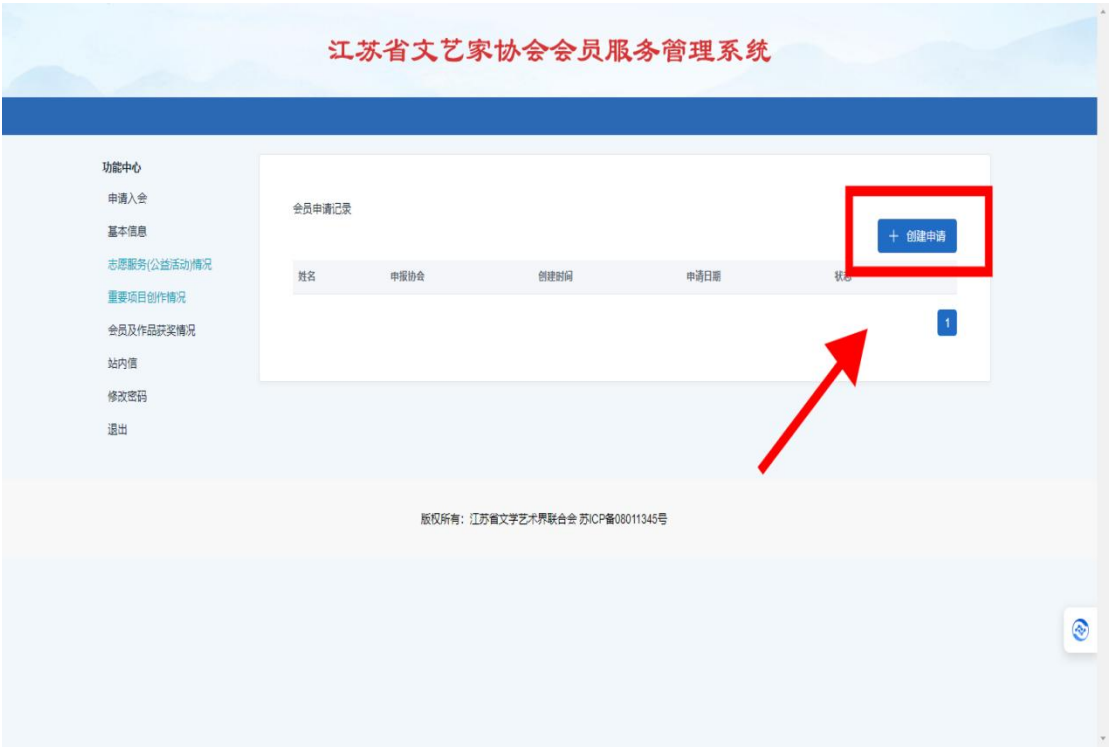 江苏省文艺家协会会员服务管理系统
功能中心
申请入会
基本信息
志愿服务(公益活动)情况
重要项目创作情况
会员及作品获奖情况
站内信
修改密码
退出
会员申请记录
+ 创建申请
姓名 申报协会 创建时间 申请日期 状态
1
版权所有：江苏省文学艺术界联合会 苏ICP备08011345号